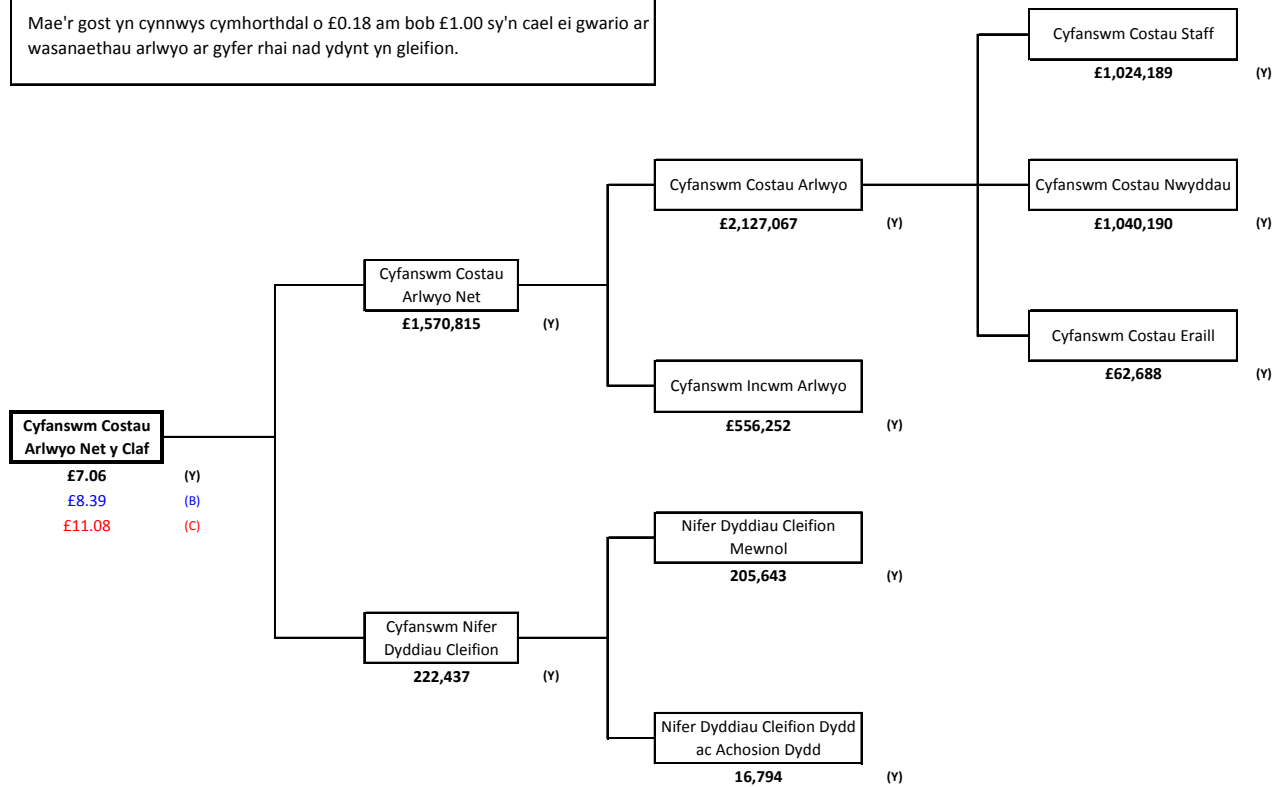 Mae'r gost yn cynnwys cymhorthdal o £0.18 am bob £1.00 sy'n cael ei gwario ar
wasanaethau arlwyo ar gyfer rhai nad ydynt yn gleifion.
Cyfanswm Costau Staff
£1,024,189 (Y)
Cyfanswm Costau Arlwyo
£2,127,067 (Y)
Cyfanswm Costau Nwyddau
£1,040,190 (Y)
Cyfanswm Costau
Arlwyo Net
£1,570,815 (Y)
Cyfanswm Costau Eraill
£62,688 (Y)
Cyfanswm Incwm Arlwyo
£556,252 (Y)
Cyfanswm Costau
Arlwyo Net y Claf
£7.06 (Y)
£8.39 (B)
£11.08 (C)
Nifer Dyddiau Cleifion
Mewnol
205,643 (Y)
Cyfanswm Nifer
Dyddiau Cleifion
222,437 (Y)
Nifer Dyddiau Cleifion Dydd
ac Achosion Dydd
16,794 (Y)